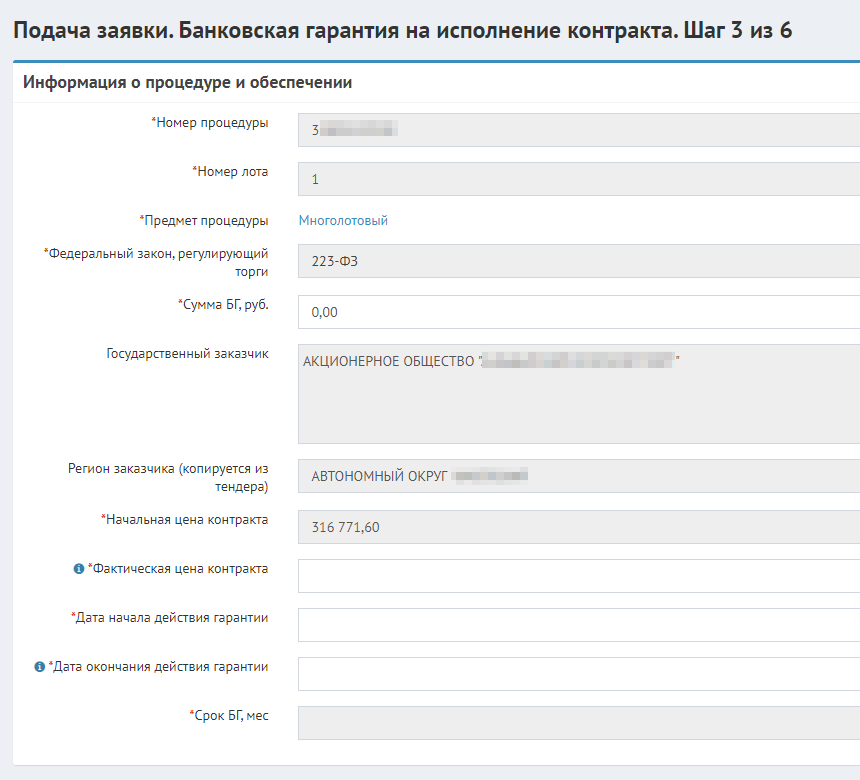 Подача заявки. Банковская гарантия на исполнение контракта. Шаг 3 из 6
Информация о процедуре и обеспечении
*Номер процедуры
3
*Номер лота
1
*Предмет процедуры
Многолотовый
*Федеральный закон, регулирующий
торги
223-ФЗ
*Сумма БГ, руб.
0,00
Государственный заказчик
АКЦИОНЕРНОЕ ОБЩЕСТВО " "
Регион заказчика (копируется из
тендера)
АВТОНОМНЫЙ ОКРУГ
*Начальная цена контракта
316 771,60
*Фактическая цена контракта
*Дата начала действия гарантии
*Дата окончания действия гарантии
*Срок БГ, мес